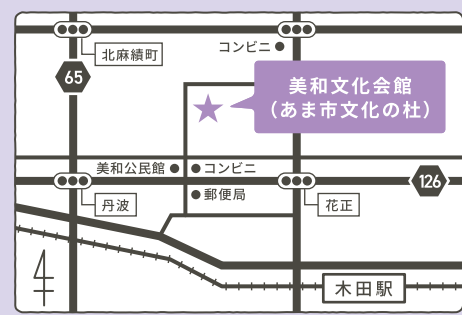 コンビニ
北麻績町
65
美和文化会館
（あま市文化の杜）
美和公民館
コンビニ
126
郵便局
丹波
花正
木田駅